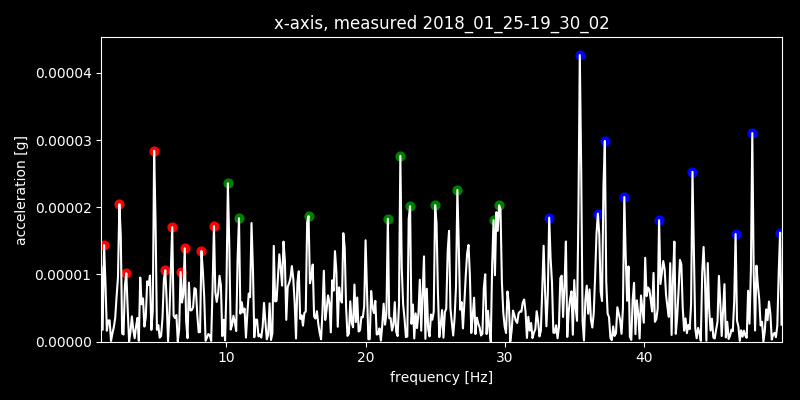 x-axis, measured 2018_01_25-19_30_02
0.00004
0.00003
0.00002
0.00001
0.00000
acceleration [g]
10 20 30 40
frequency [Hz]